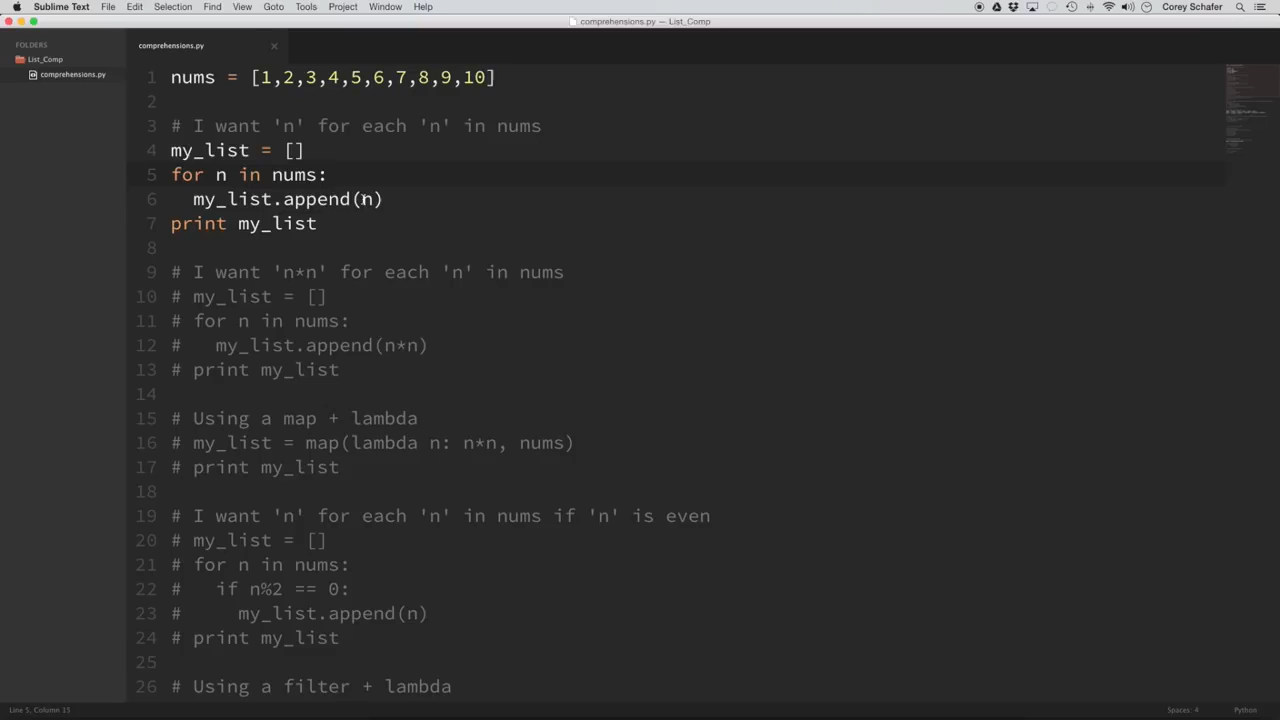 Sublime Text File Edit Selection Find View Goto Tools Project Window Help Corey Schafer
comprehensions.py — List_Comp
FOLDERS
List_Comp
comprehensions.py
comprehensions.py
1 nums = [1,2,3,4,5,6,7,8,9,10]
2
3 # I want 'n' for each 'n' in nums
4 my_list = []
5 for n in nums:
6 my_list.append(n)
7 print my_list
8
9 # I want 'n*n' for each 'n' in nums
10 # my_list = []
11 # for n in nums:
12 # my_list.append(n*n)
13 # print my_list
14
15 # Using a map + lambda
16 # my_list = map(lambda n: n*n, nums)
17 # print my_list
18
19 # I want 'n' for each 'n' in nums if 'n' is even
20 # my_list = []
21 # for n in nums:
22 # if n%2 == 0:
23 # my_list.append(n)
24 # print my_list
25
26 # Using a filter + lambda
Line 5, Column 15 Spaces: 4 Python